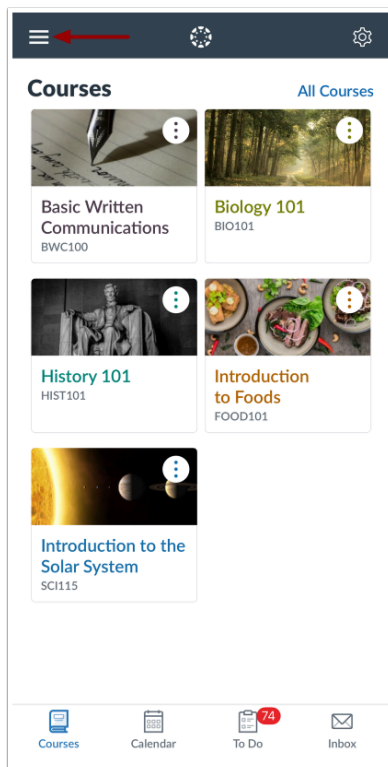 Courses
All Courses
Basic Written
Communications
BWC100
Biology 101
BIO101
History 101
HIST101
Introduction
to Foods
FOOD101
Introduction to the
Solar System
SCI115
74
Courses
Calendar
To Do
Inbox